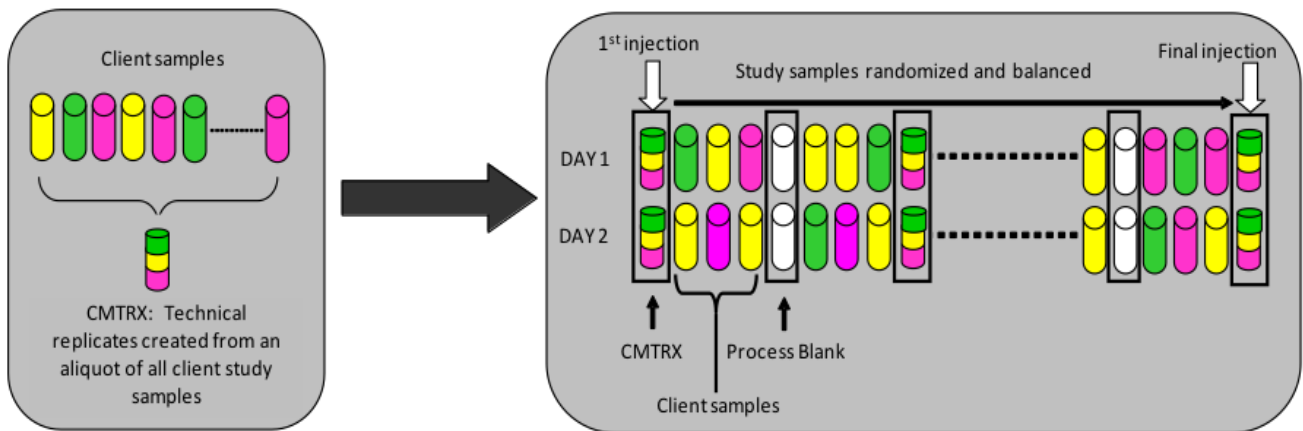 Client samples
CMTRX: Technical
replicates created from an
aliquot of all client study
samples
1st injection
Final injection
Study samples randomized and balanced
DAY 1
DAY 2
CMTRX
Process Blank
Client samples